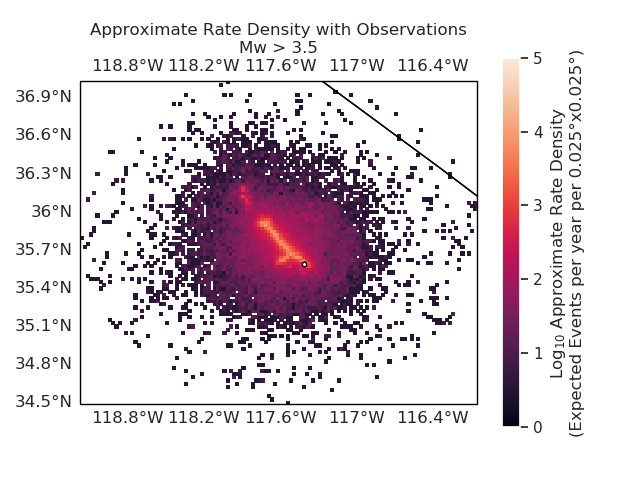 Approximate Rate Density with Observations
Mw > 3.5
118.8°W 118.2°W 117.6°W 117°W 116.4°W
36.9°N
36.6°N
36.3°N
36°N
35.7°N
35.4°N
35.1°N
34.8°N
34.5°N
118.8°W 118.2°W 117.6°W 117°W 116.4°W
5
4
3
2
1
0
Log₁₀ Approximate Rate Density
(Expected Events per year per 0.025°x0.025°)